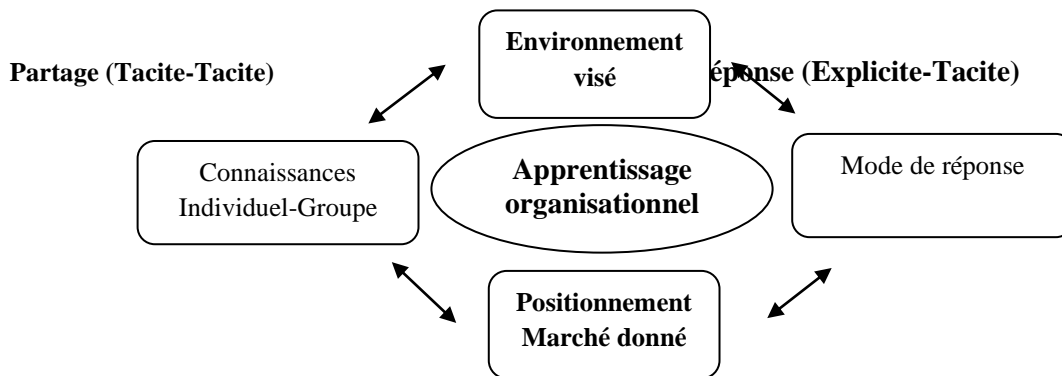 Environnement
visé
Partage (Tacite-Tacite)
éponse (Explicite-Tacite)
Connaissances
Individuel-Groupe
Apprentissage
organisationnel
Mode de réponse
Positionnement
Marché donné